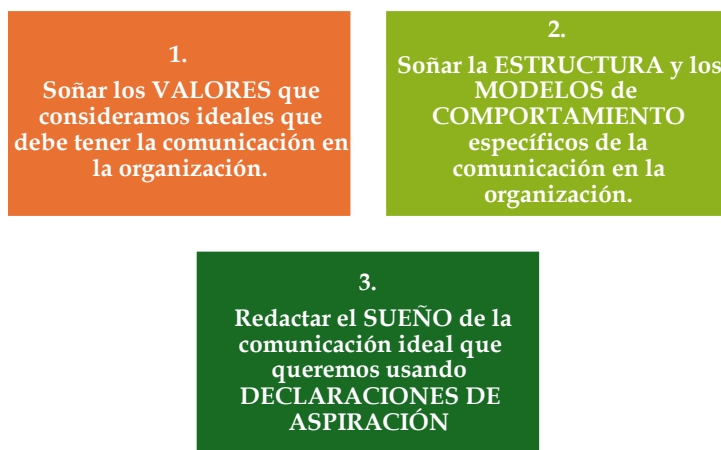 1.
Soñar los VALORES que
consideramos ideales que
debe tener la comunicación en
la organización.
2.
Soñar la ESTRUCTURA y los
MODELOS de
COMPORTAMIENTO
específicos de la
comunicación en la
organización.
3.
Redactar el SUEÑO de la
comunicación ideal que
queremos usando
DECLARACIONES DE
ASPIRACIÓN